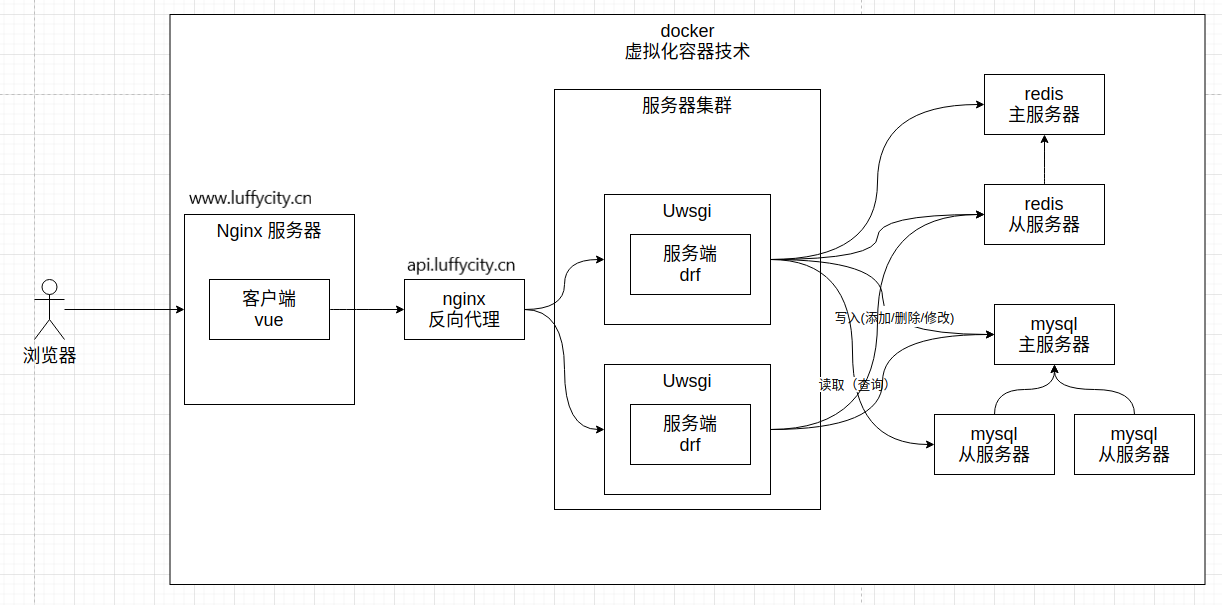 docker
虚拟化容器技术
服务器集群
redis
主服务器
www.luffycity.cn
Nginx 服务器
Uwsgi
服务端
drf
redis
从服务器
api.luffycity.cn
客户端
vue
nginx
反向代理
浏览器
写入(添加/删除/修改)
mysql
主服务器
Uwsgi
服务端
drf
读取（查询）
mysql
从服务器
mysql
从服务器